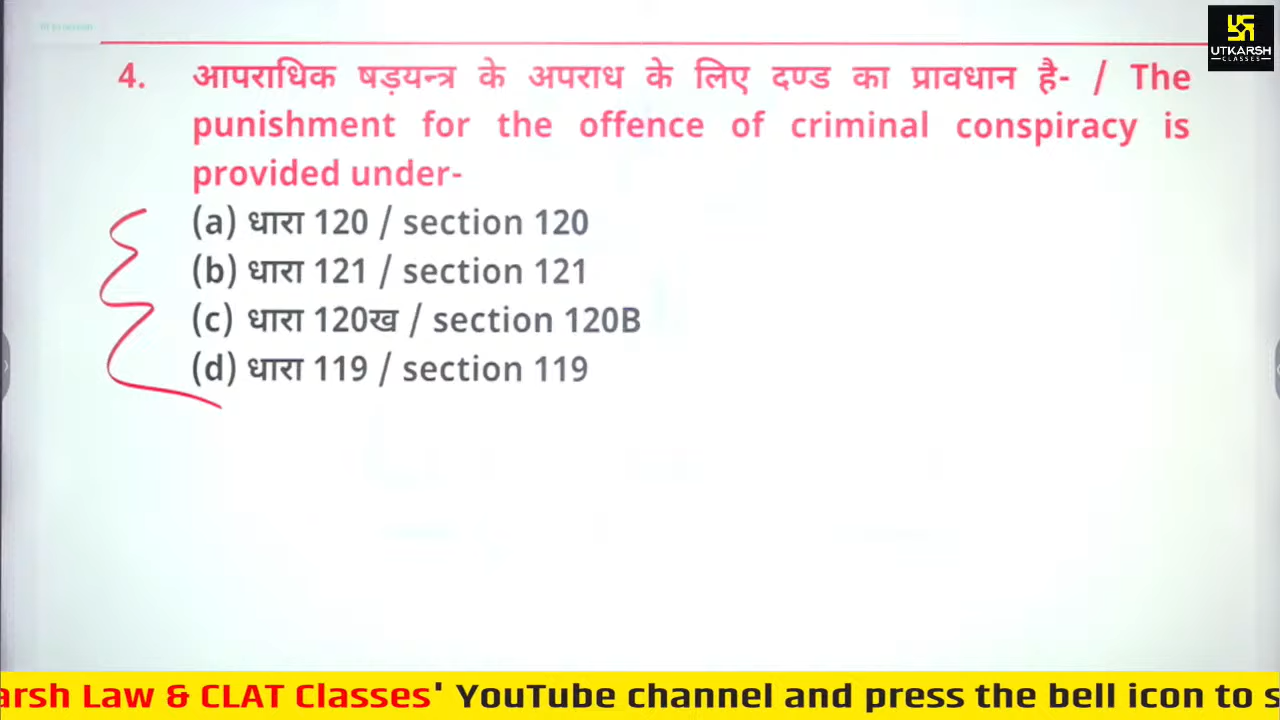 UTKARSH
CLASSES
4. आपराधिक षड़यन्त्र के अपराध के लिए दण्ड का प्रावधान है- / The
punishment for the offence of criminal conspiracy is
provided under-
(a) धारा 120 / section 120
(b) धारा 121 / section 121
(c) धारा 120ख / section 120B
(d) धारा 119 / section 119
arsh Law & CLAT Classes' YouTube channel and press the bell icon to s